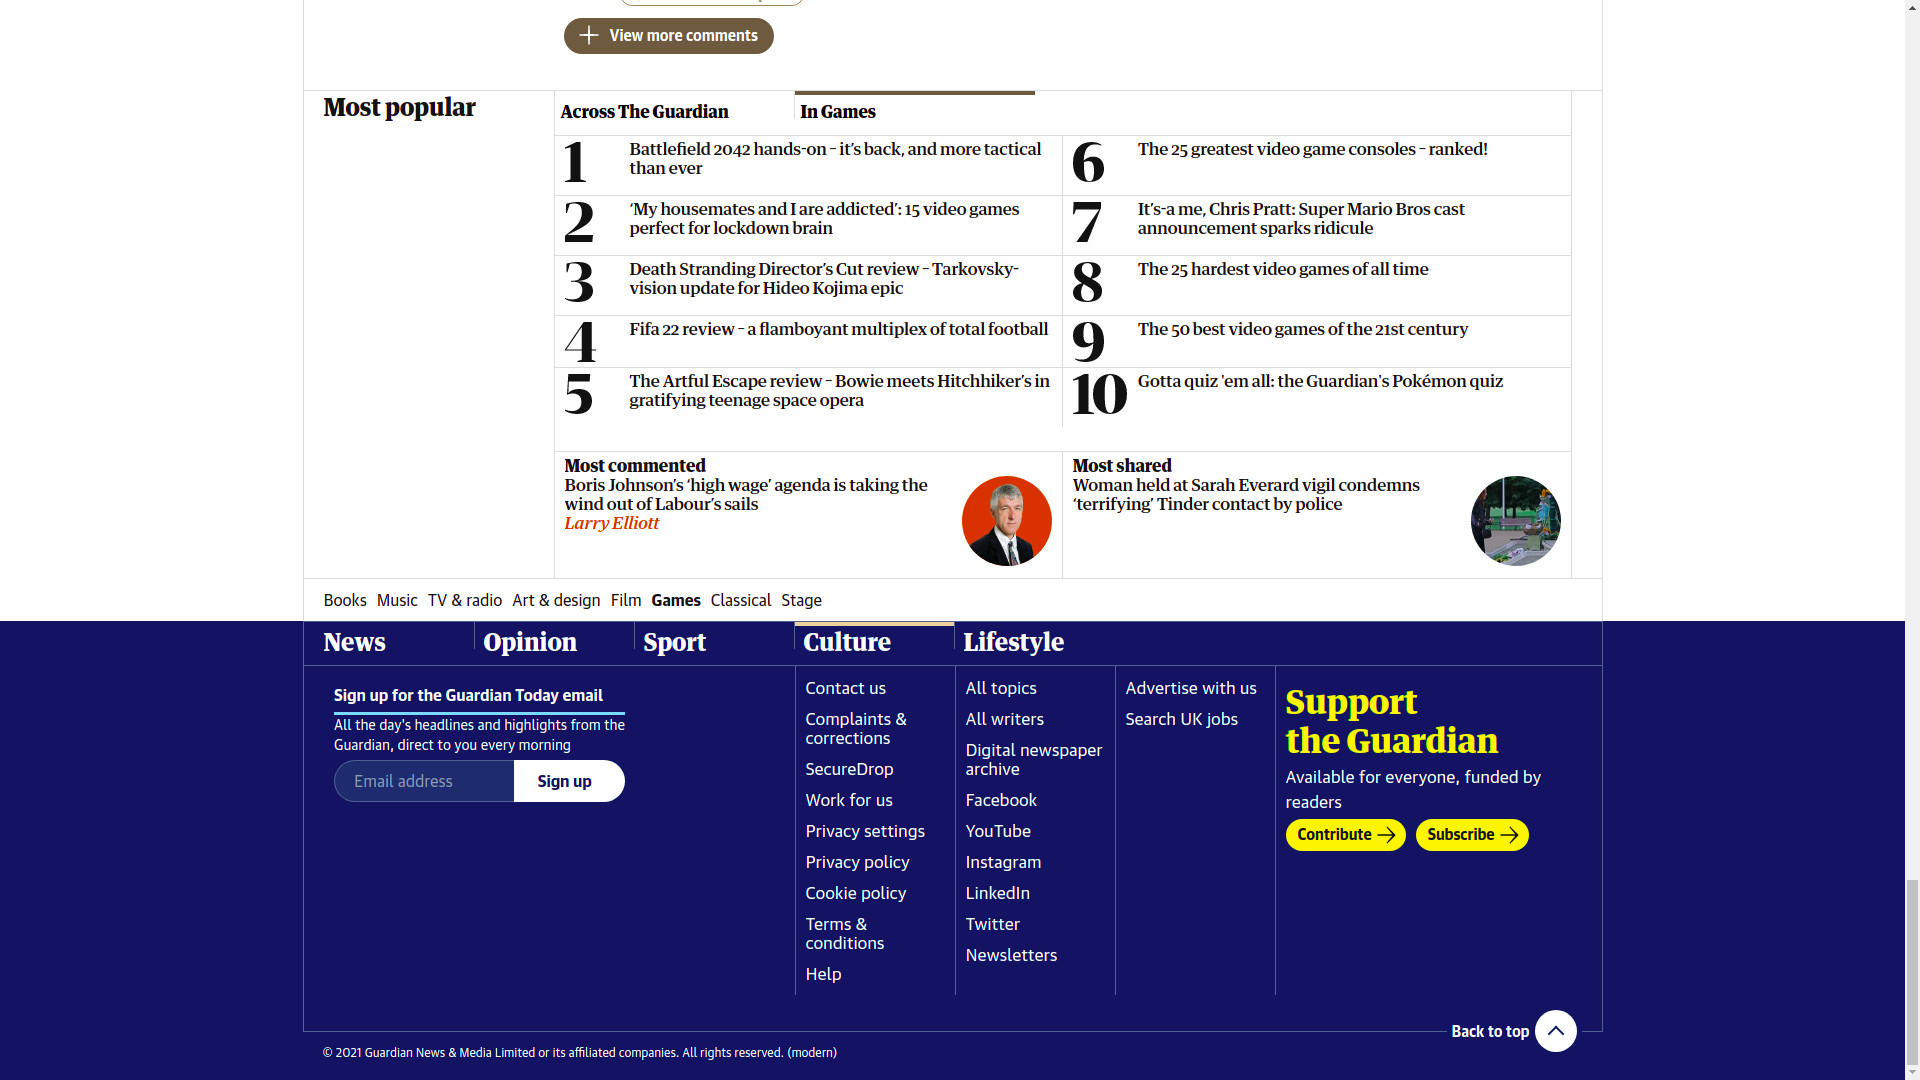 View more comments
Most popular
Across The Guardian
In Games
1
Battlefield 2042 hands-on – it’s back, and more tactical
than ever
2
‘My housemates and I are addicted’: 15 video games
perfect for lockdown brain
3
Death Stranding Director’s Cut review – Tarkovsky-
vision update for Hideo Kojima epic
4
Fifa 22 review – a flamboyant multiplex of total football
5
The Artful Escape review – Bowie meets Hitchhiker’s in
gratifying teenage space opera
6
The 25 greatest video game consoles – ranked!
7
It’s-a me, Chris Pratt: Super Mario Bros cast
announcement sparks ridicule
8
The 25 hardest video games of all time
9
The 50 best video games of the 21st century
10
Gotta quiz 'em all: the Guardian's Pokémon quiz
Most commented
Boris Johnson’s ‘high wage’ agenda is taking the
wind out of Labour’s sails
Larry Elliott
Most shared
Woman held at Sarah Everard vigil condemns
‘terrifying’ Tinder contact by police
Books Music TV & radio Art & design Film Games Classical Stage
News Opinion Sport Culture Lifestyle
Sign up for the Guardian Today email
All the day's headlines and highlights from the
Guardian, direct to you every morning
Email address
Sign up
Contact us
Complaints &
corrections
SecureDrop
Work for us
Privacy settings
Privacy policy
Cookie policy
Terms &
conditions
Help
All topics
All writers
Digital newspaper
archive
Facebook
YouTube
Instagram
LinkedIn
Twitter
Newsletters
Advertise with us
Search UK jobs
Support
the Guardian
Available for everyone, funded by
readers
Contribute
Subscribe
Back to top
© 2021 Guardian News & Media Limited or its affiliated companies. All rights reserved. (modern)